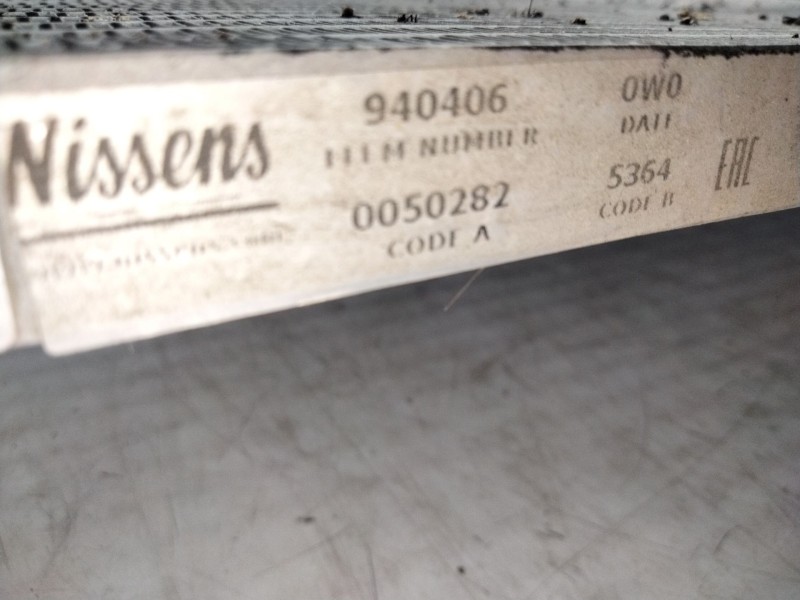 Nissens
940406
ITEM NUMBER
0050282
CODE A
0W0
DATE
5364
CODE B
EAC